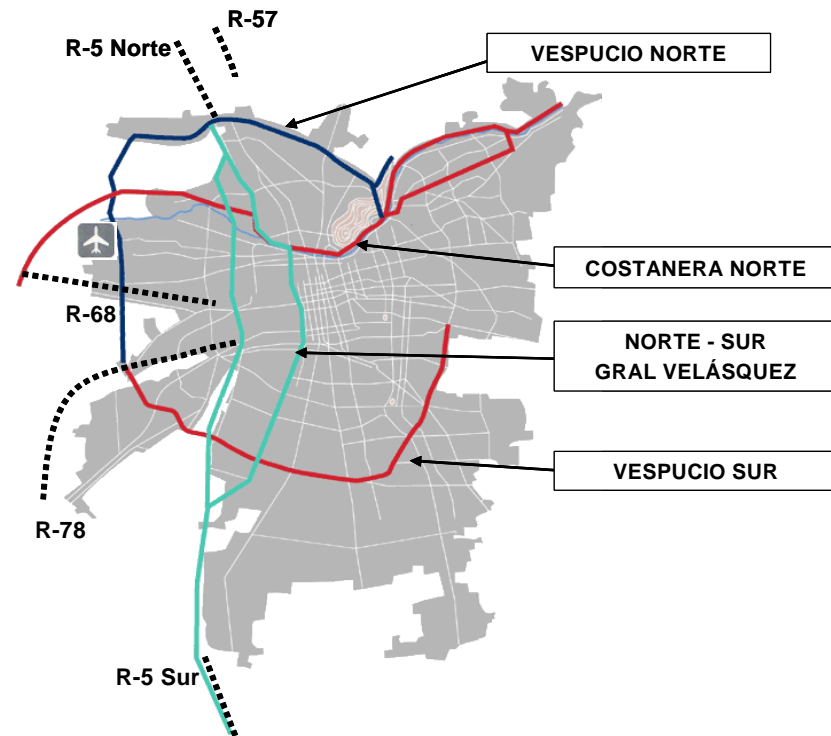 R-57
R-5 Norte
VESPUCIO NORTE
COSTANERA NORTE
R-68
NORTE - SUR
GRAL VELÁSQUEZ
VESPUCIO SUR
R-78
R-5 Sur